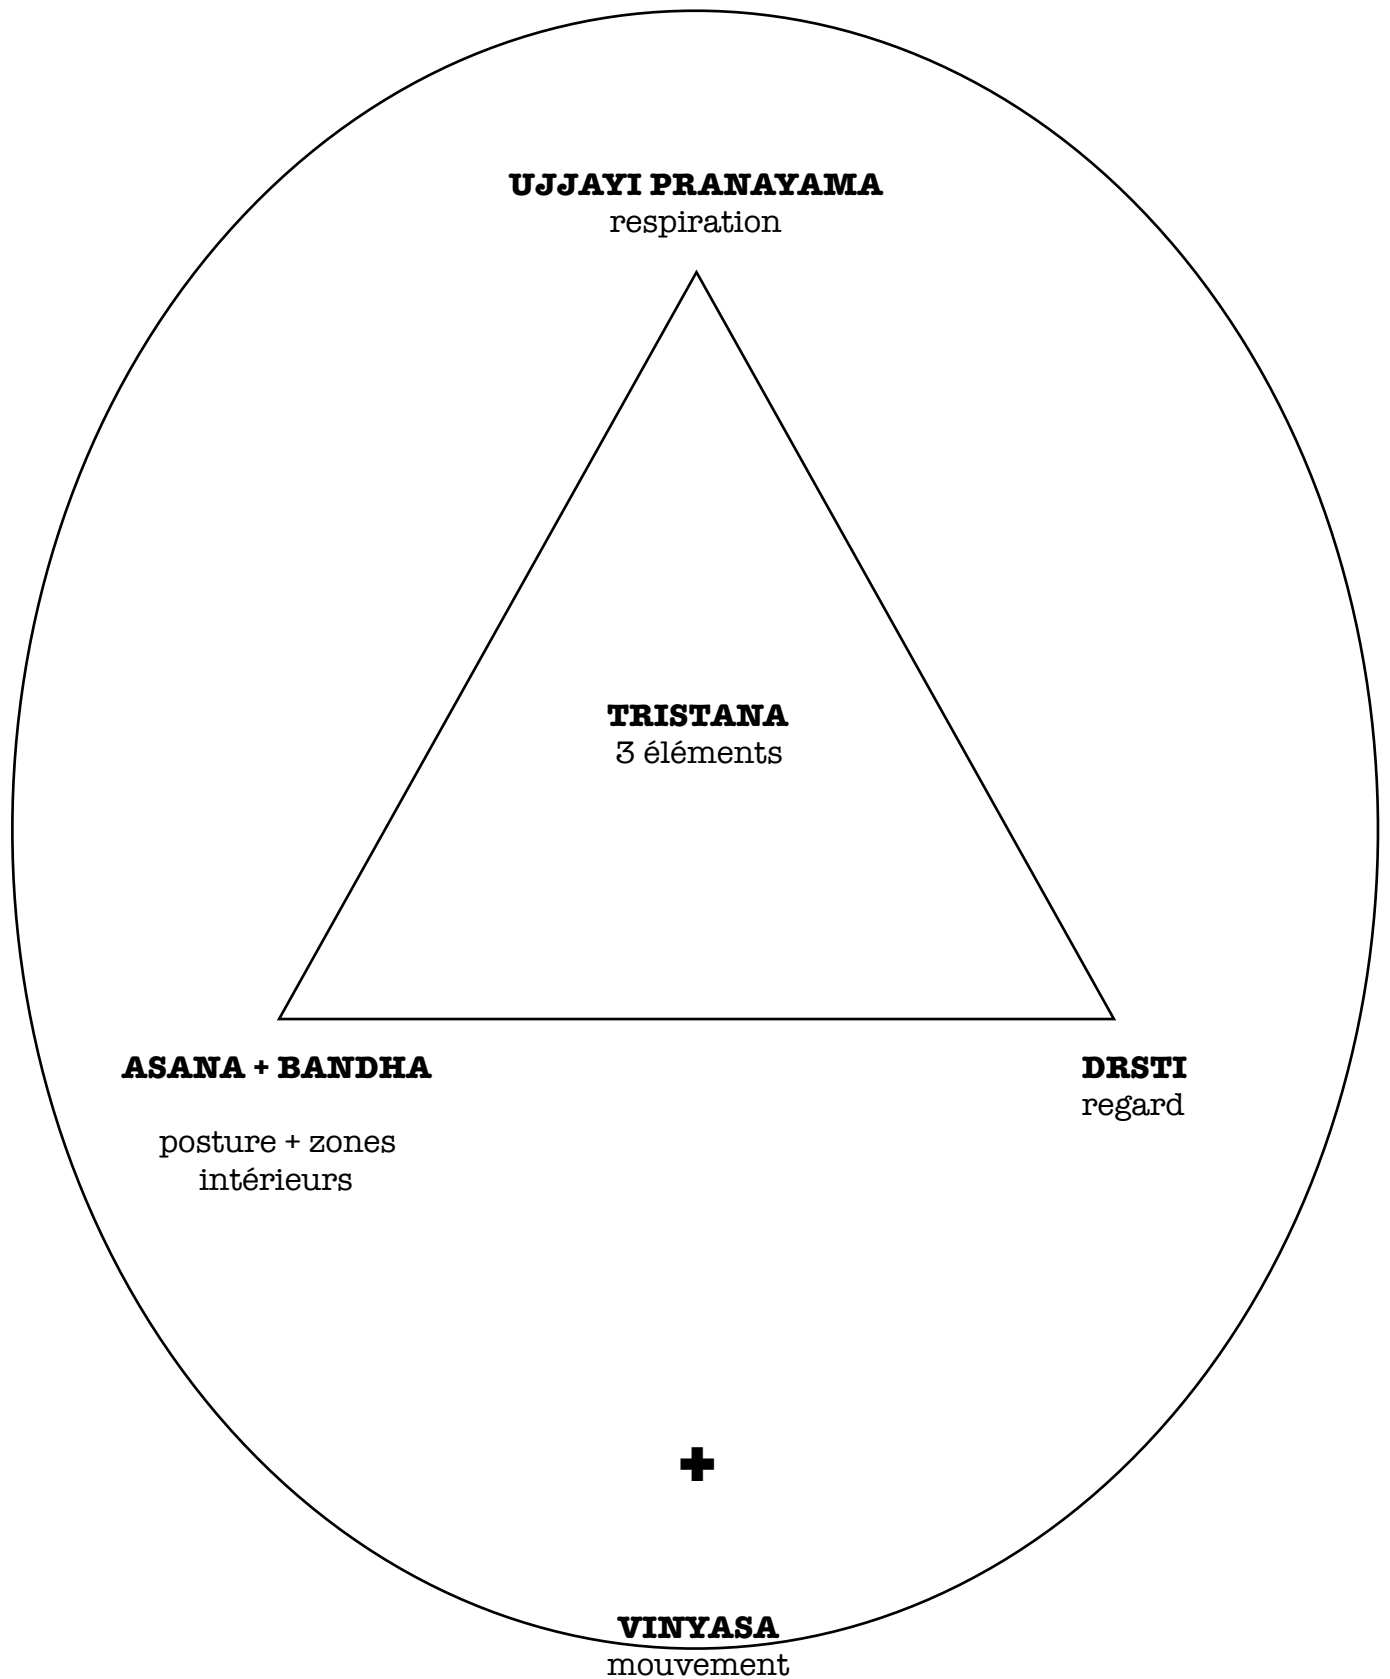 UJJAYI PRANAYAMA
respiration
TRISTANA
3 éléments
ASANA + BANDHA
posture + zones
intérieurs
DRSTI
regard
+
VINYASA
mouvement